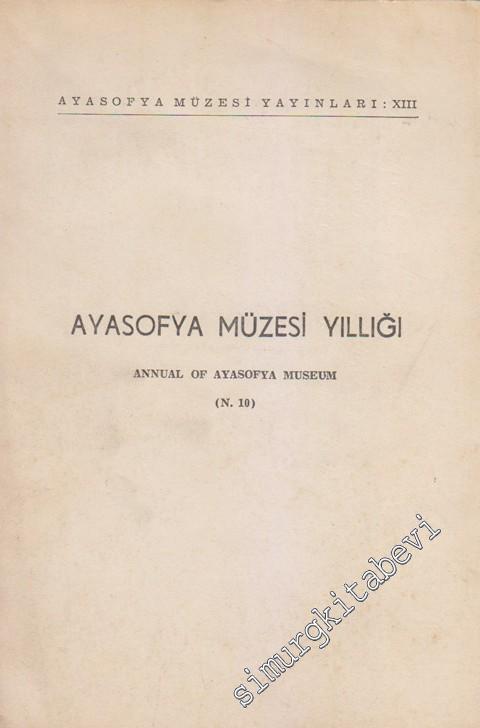 AYASOFYA MÜZESİ YAYINLARI: XIII
AYASOFYA MÜZESİ YILLIĞI
ANNUAL OF AYASOFYA MUSEUM
(N. 10)
simurgkitabevi